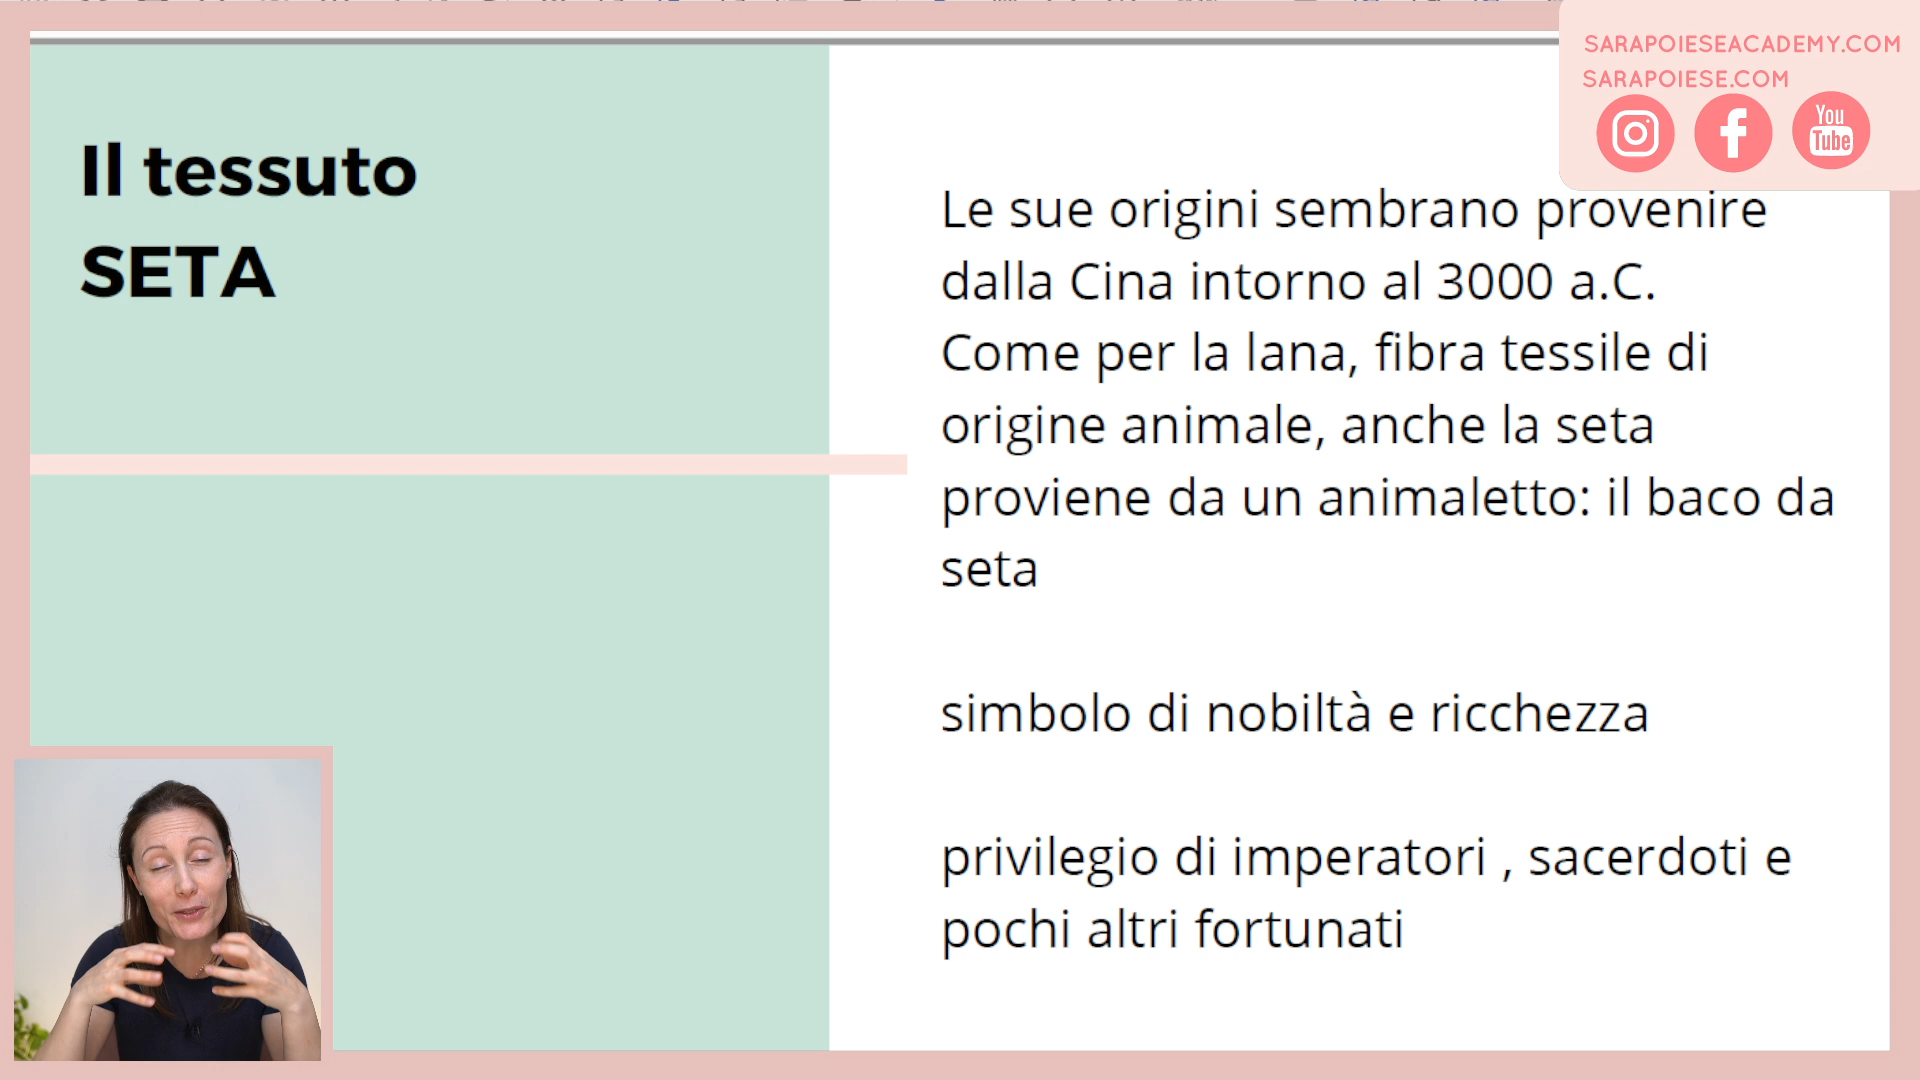 SARAPOIESEACADEMY.COM
SARAPOIESE.COM
You
Tube
Il tessuto
SETA
Le sue origini sembrano provenire
dalla Cina intorno al 3000 a.C.
Come per la lana, fibra tessile di
origine animale, anche la seta
proviene da un animaletto: il baco da
seta
simbolo di nobiltà e ricchezza
privilegio di imperatori , sacerdoti e
pochi altri fortunati